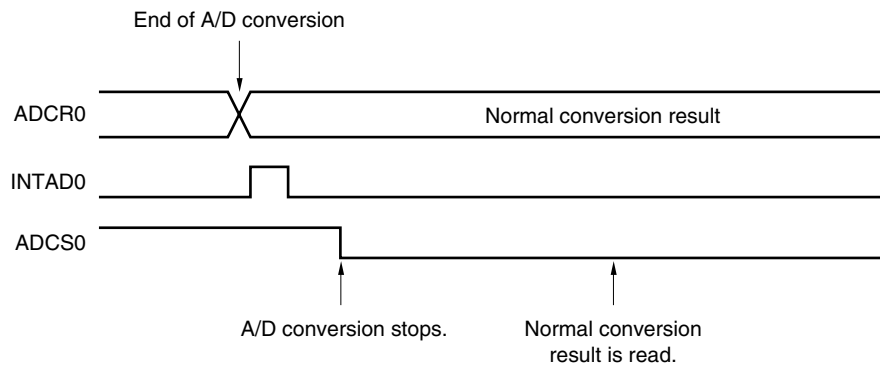 End of A/D conversion
ADCR0
Normal conversion result
INTAD0
ADCS0
A/D conversion stops.
Normal conversion
result is read.